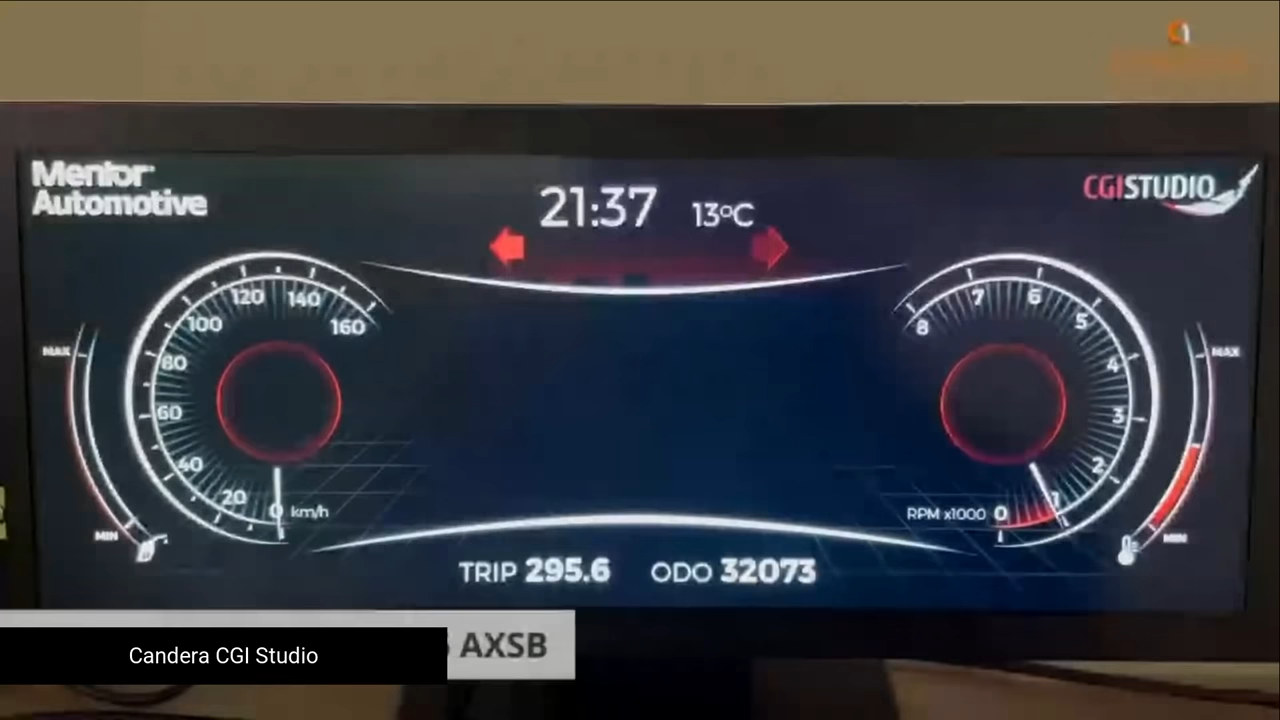 Mentor
Automotive
21:37
13°C
CGISTUDIO
120
140
100
160
80
60
40
20
0
km/h
MAX
MIN
7
6
8
5
4
3
2
1
RPM x1000 0
MAX
MIN
TRIP 295.6
ODO 32073
AXSB
Candera CGI Studio